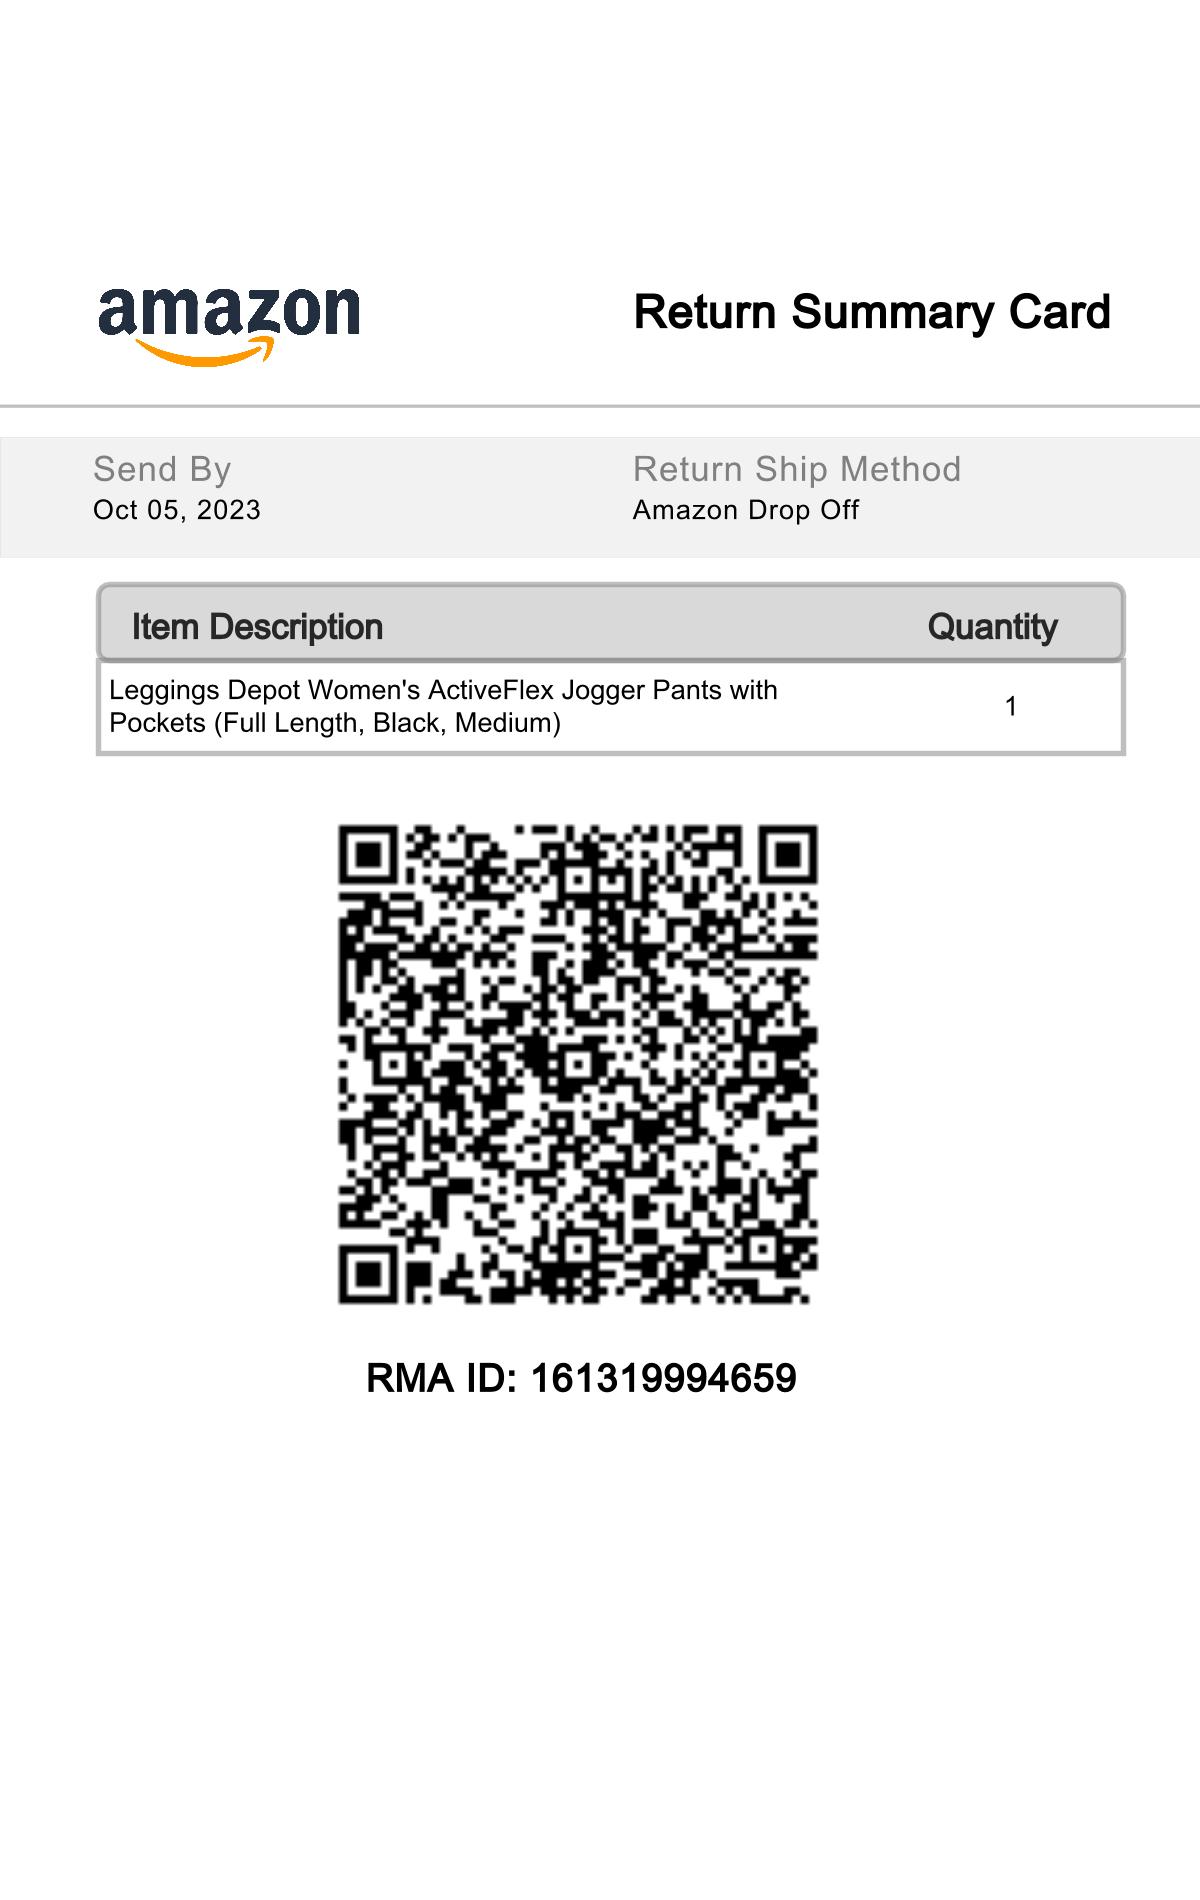 amazon
Return Summary Card
Send By
Return Ship Method
Oct 05, 2023
Amazon Drop Off
Item Description
Quantity
Leggings Depot Women's ActiveFlex Jogger Pants with
Pockets (Full Length, Black, Medium)
1
RMA ID: 161319994659